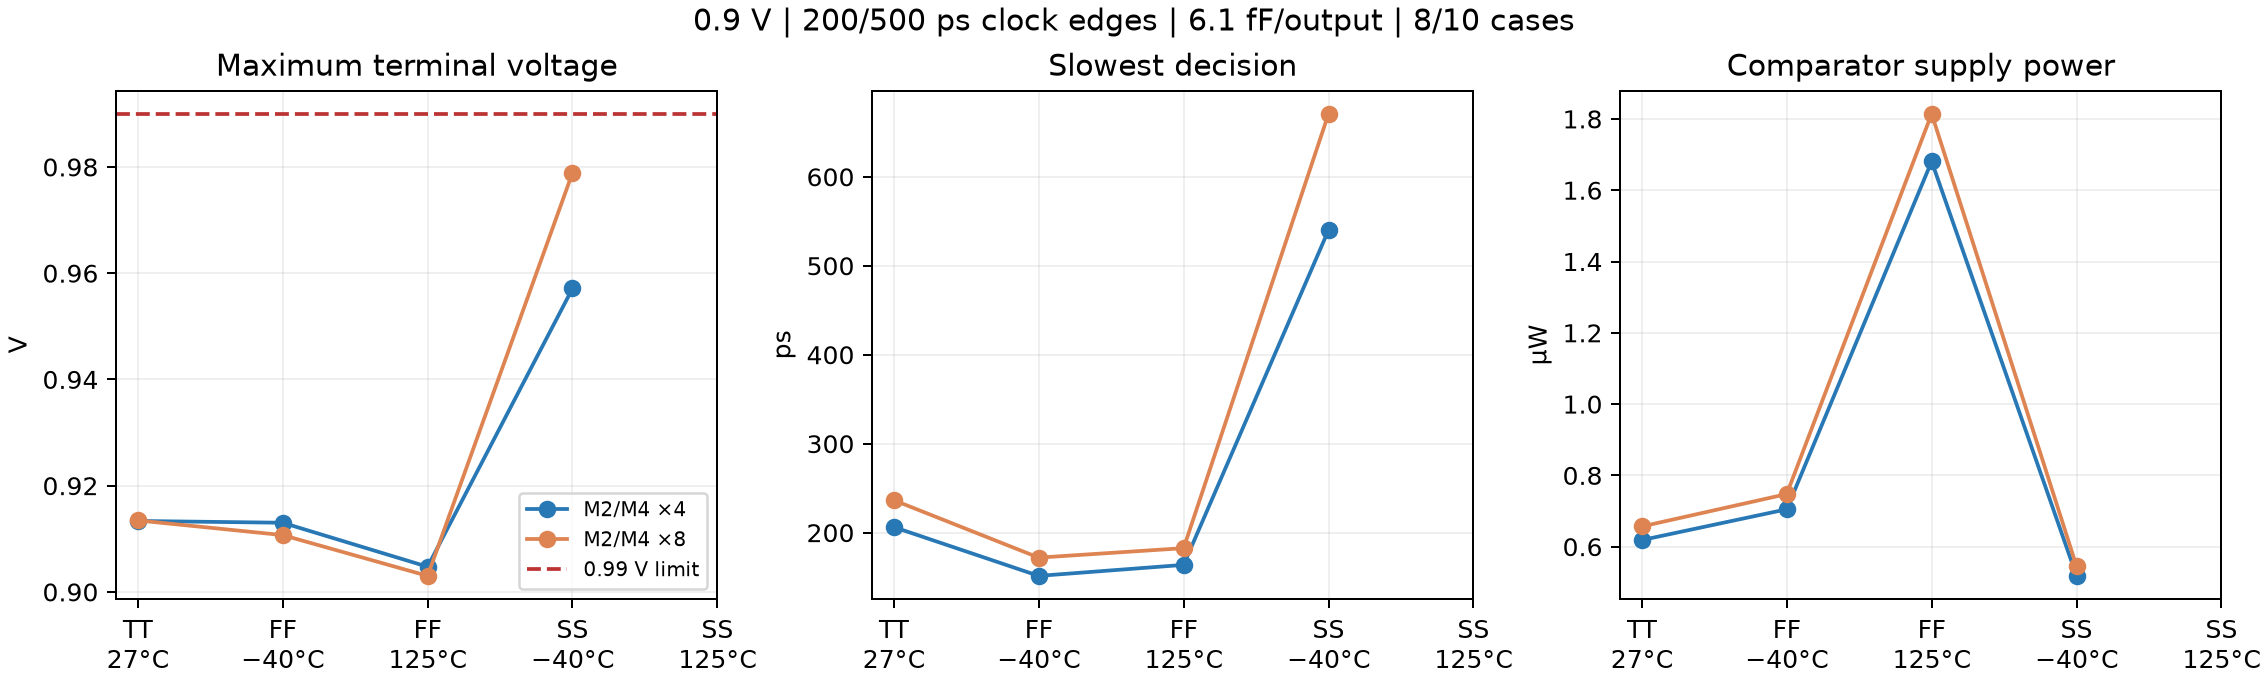 0.9 V | 200/500 ps clock edges | 6.1 fF/output | 8/10 cases
Maximum terminal voltage
V
0.98
0.96
0.94
0.92
0.90
M2/M4 ×4
M2/M4 ×8
0.99 V limit
TT FF FF SS SS
27°C −40°C 125°C −40°C 125°C
Slowest decision
ps
600
500
400
300
200
TT FF FF SS SS
27°C −40°C 125°C −40°C 125°C
Comparator supply power
µW
1.8
1.6
1.4
1.2
1.0
0.8
0.6
TT FF FF SS SS
27°C −40°C 125°C −40°C 125°C